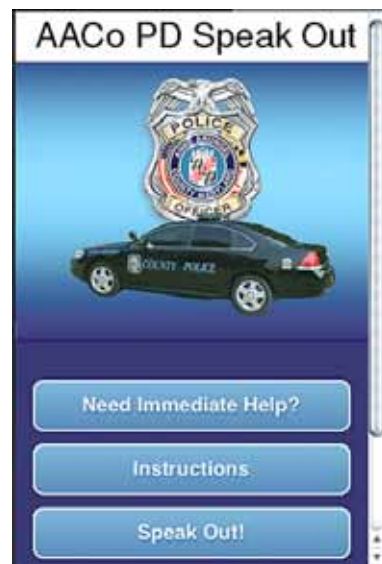 AACo PD Speak Out
POLICE
OFFICER
COUNTY POLICE
Need Immediate Help?
Instructions
Speak Out!